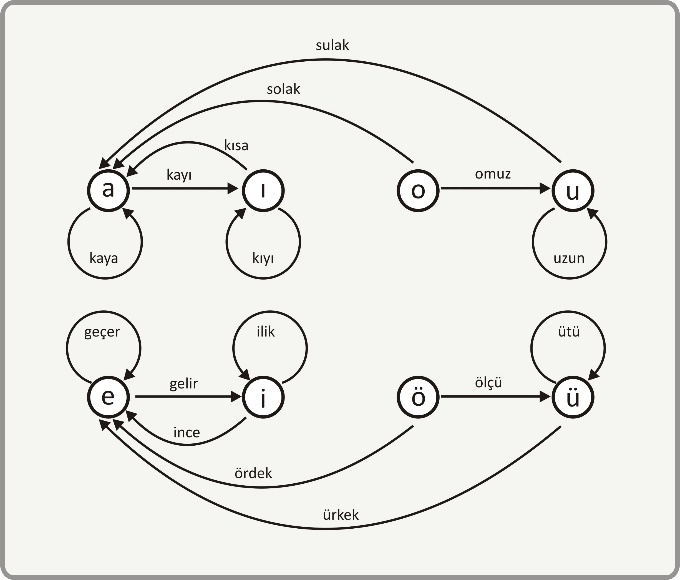 sulak
solak
kısa
a
kayı
ı
o
omuz
u
kaya
kıyı
uzun
geçer
ilik
ütü
e
gelir
i
ö
ölçü
ü
ince
ördek
ürkek